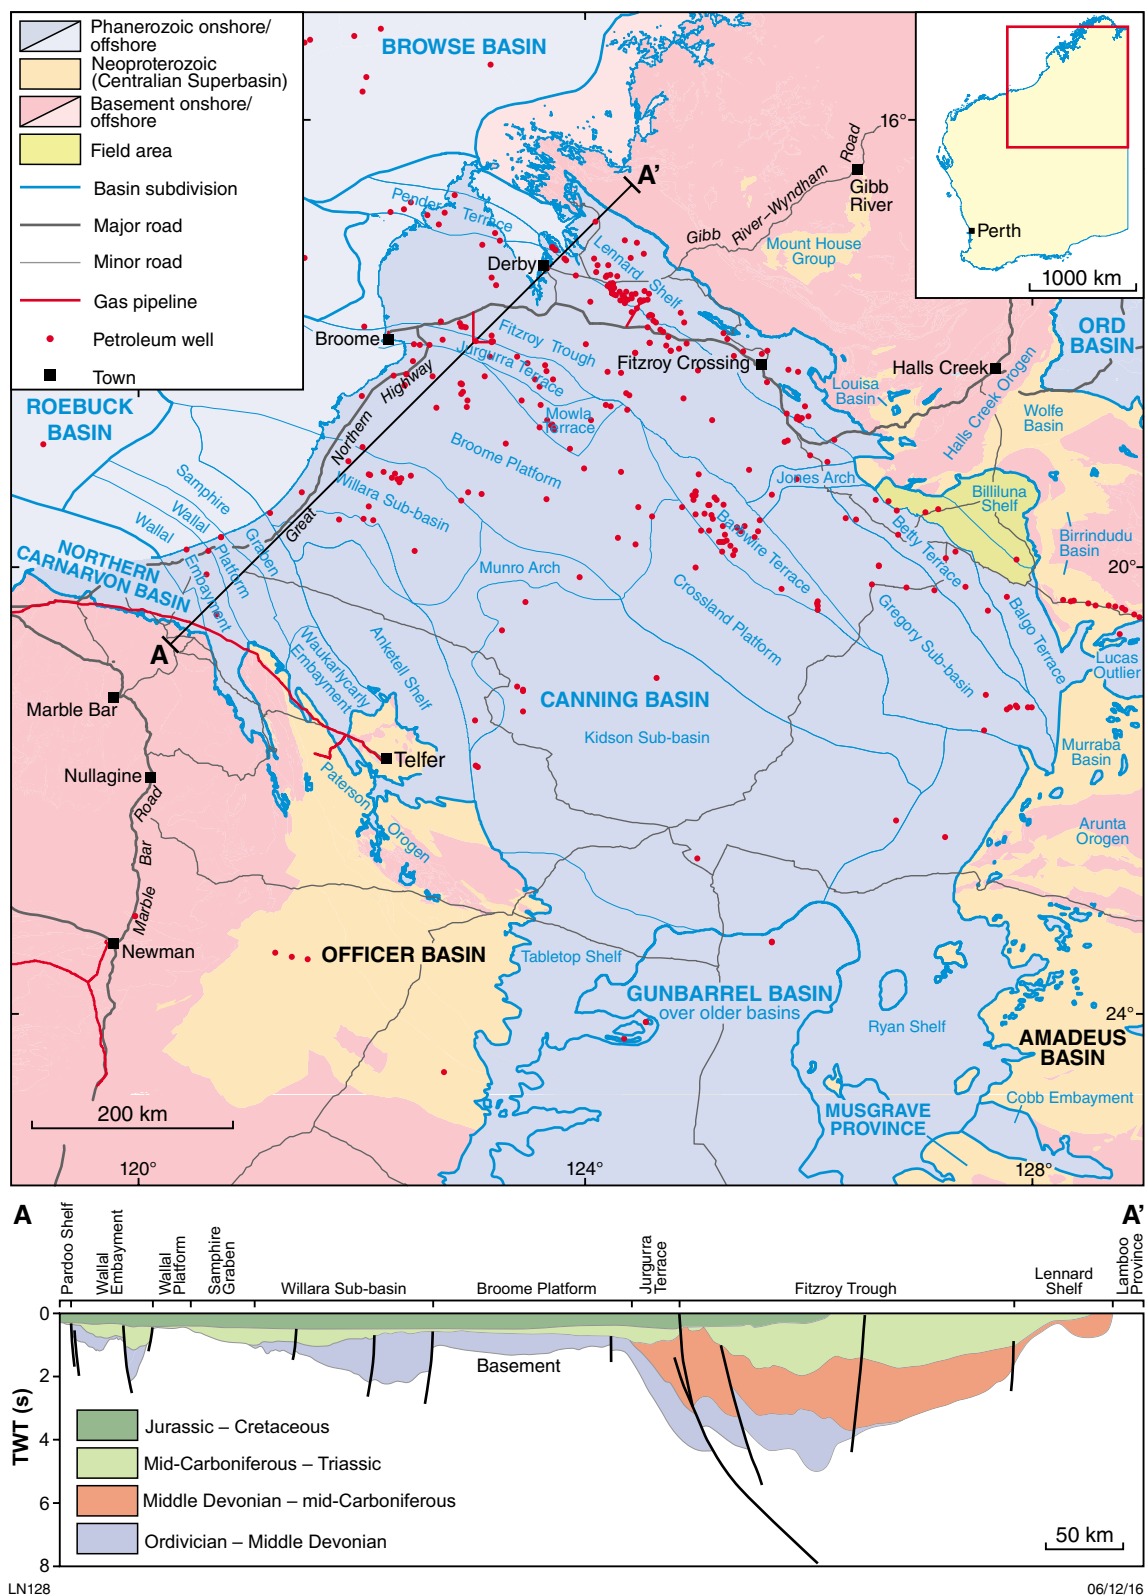 Phanerozoic onshore/
offshore
Neoproterozoic
(Centralian Superbasin)
Basement onshore/
offshore
Field area
Basin subdivision
Major road
Minor road
Gas pipeline
Petroleum well
Town
BROWSE BASIN
16°
A'
Gibb River–Wyndham Road
Gibb
River
Mount House
Group
Perth
1000 km
Pender Terrace
Derby
Lennard Shelf
Broome
Fitzroy Trough
Jurgurra Terrace
Fitzroy Crossing
Halls Creek
ORD
BASIN
Louisa
Basin
Halls Creek Orogen
Wolfe
Basin
ROEBUCK
BASIN
Great Northern Highway
Mowla
Terrace
Broome Platform
Willara Sub-basin
Samphire Graben
Wallal Platform
Wallal Embayment
Jones Arch
Billiluna
Shelf
Barbwire Terrace
Betty Terrace
Birrindudu
Basin
NORTHERN
CARNARVON BASIN
Munro Arch
20°
Crossland Platform
Gregory Sub-basin
Balgo Terrace
Lucas
Outlier
A
Waukarlycarly
Embayment
Anketell Shelf
CANNING BASIN
Kidson Sub-basin
Marble Bar
Telfer
Nullagine
Murraba
Basin
Paterson Orogen
Arunta
Orogen
Marble Bar Road
Newman
OFFICER BASIN
Tabletop Shelf
GUNBARREL BASIN
over older basins
Ryan Shelf
24°
AMADEUS
BASIN
Cobb Embayment
MUSGRAVE
PROVINCE
200 km
120°
124°
128°
A
A'
Pardoo Shelf
Wallal
Embayment
Wallal
Platform
Samphire
Graben
Willara Sub-basin
Broome Platform
Jurgurra
Terrace
Fitzroy Trough
Lennard
Shelf
Lamboo
Province
0
2
4
6
8
TWT (s)
Basement
Jurassic – Cretaceous
Mid-Carboniferous – Triassic
Middle Devonian – mid-Carboniferous
Ordivician – Middle Devonian
50 km
LN128
06/12/16